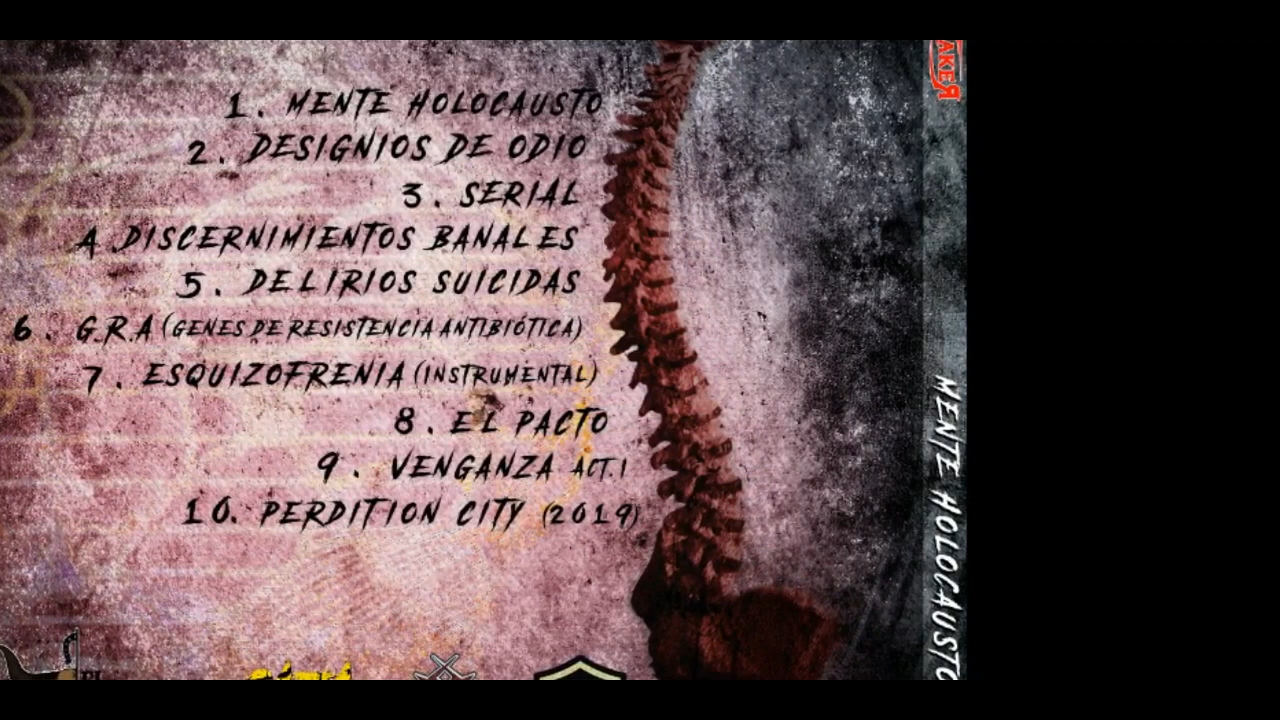 1. MENTE HOLOCAUSTO
2. DESIGNIOS DE ODIO
3. SERIAL
4. DISCERNIMIENTOS BANALES
5. DELIRIOS SUICIDAS
6. G.R.A (GENES DE RESISTENCIA ANTIBIÓTICA)
7. ESQUIZOFRENIA (INSTRUMENTAL)
8. EL PACTO
9. VENGANZA ACT.I
10. PERDITION CITY (2019)
AKER
MENTE HOLOCAUSTO